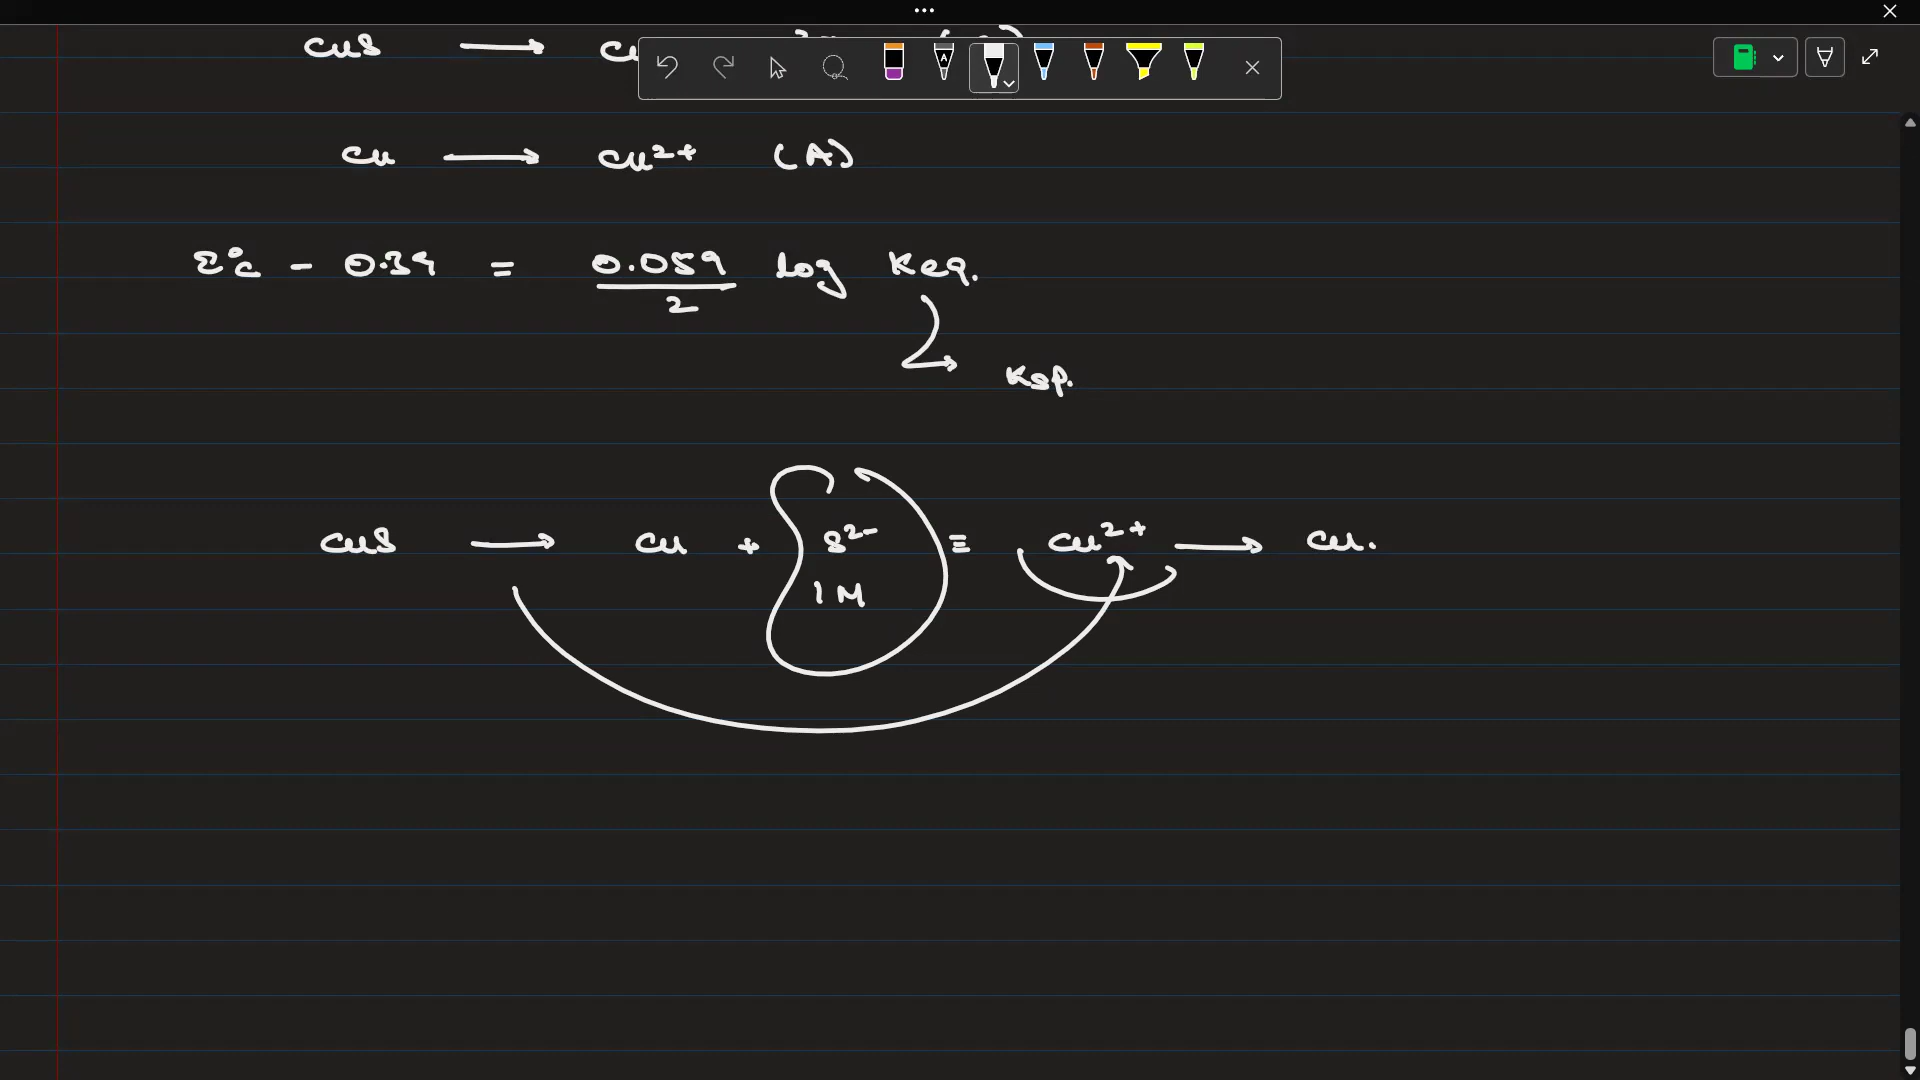 CuS ⟶ Cu
Cu ⟶ Cu²⁺ (A)
E°c - 0.34 = 0.059/2 log Keq.
Ksp.
CuS ⟶ Cu + S²⁻ ≡ Cu²⁺ ⟶ Cu.
1 M